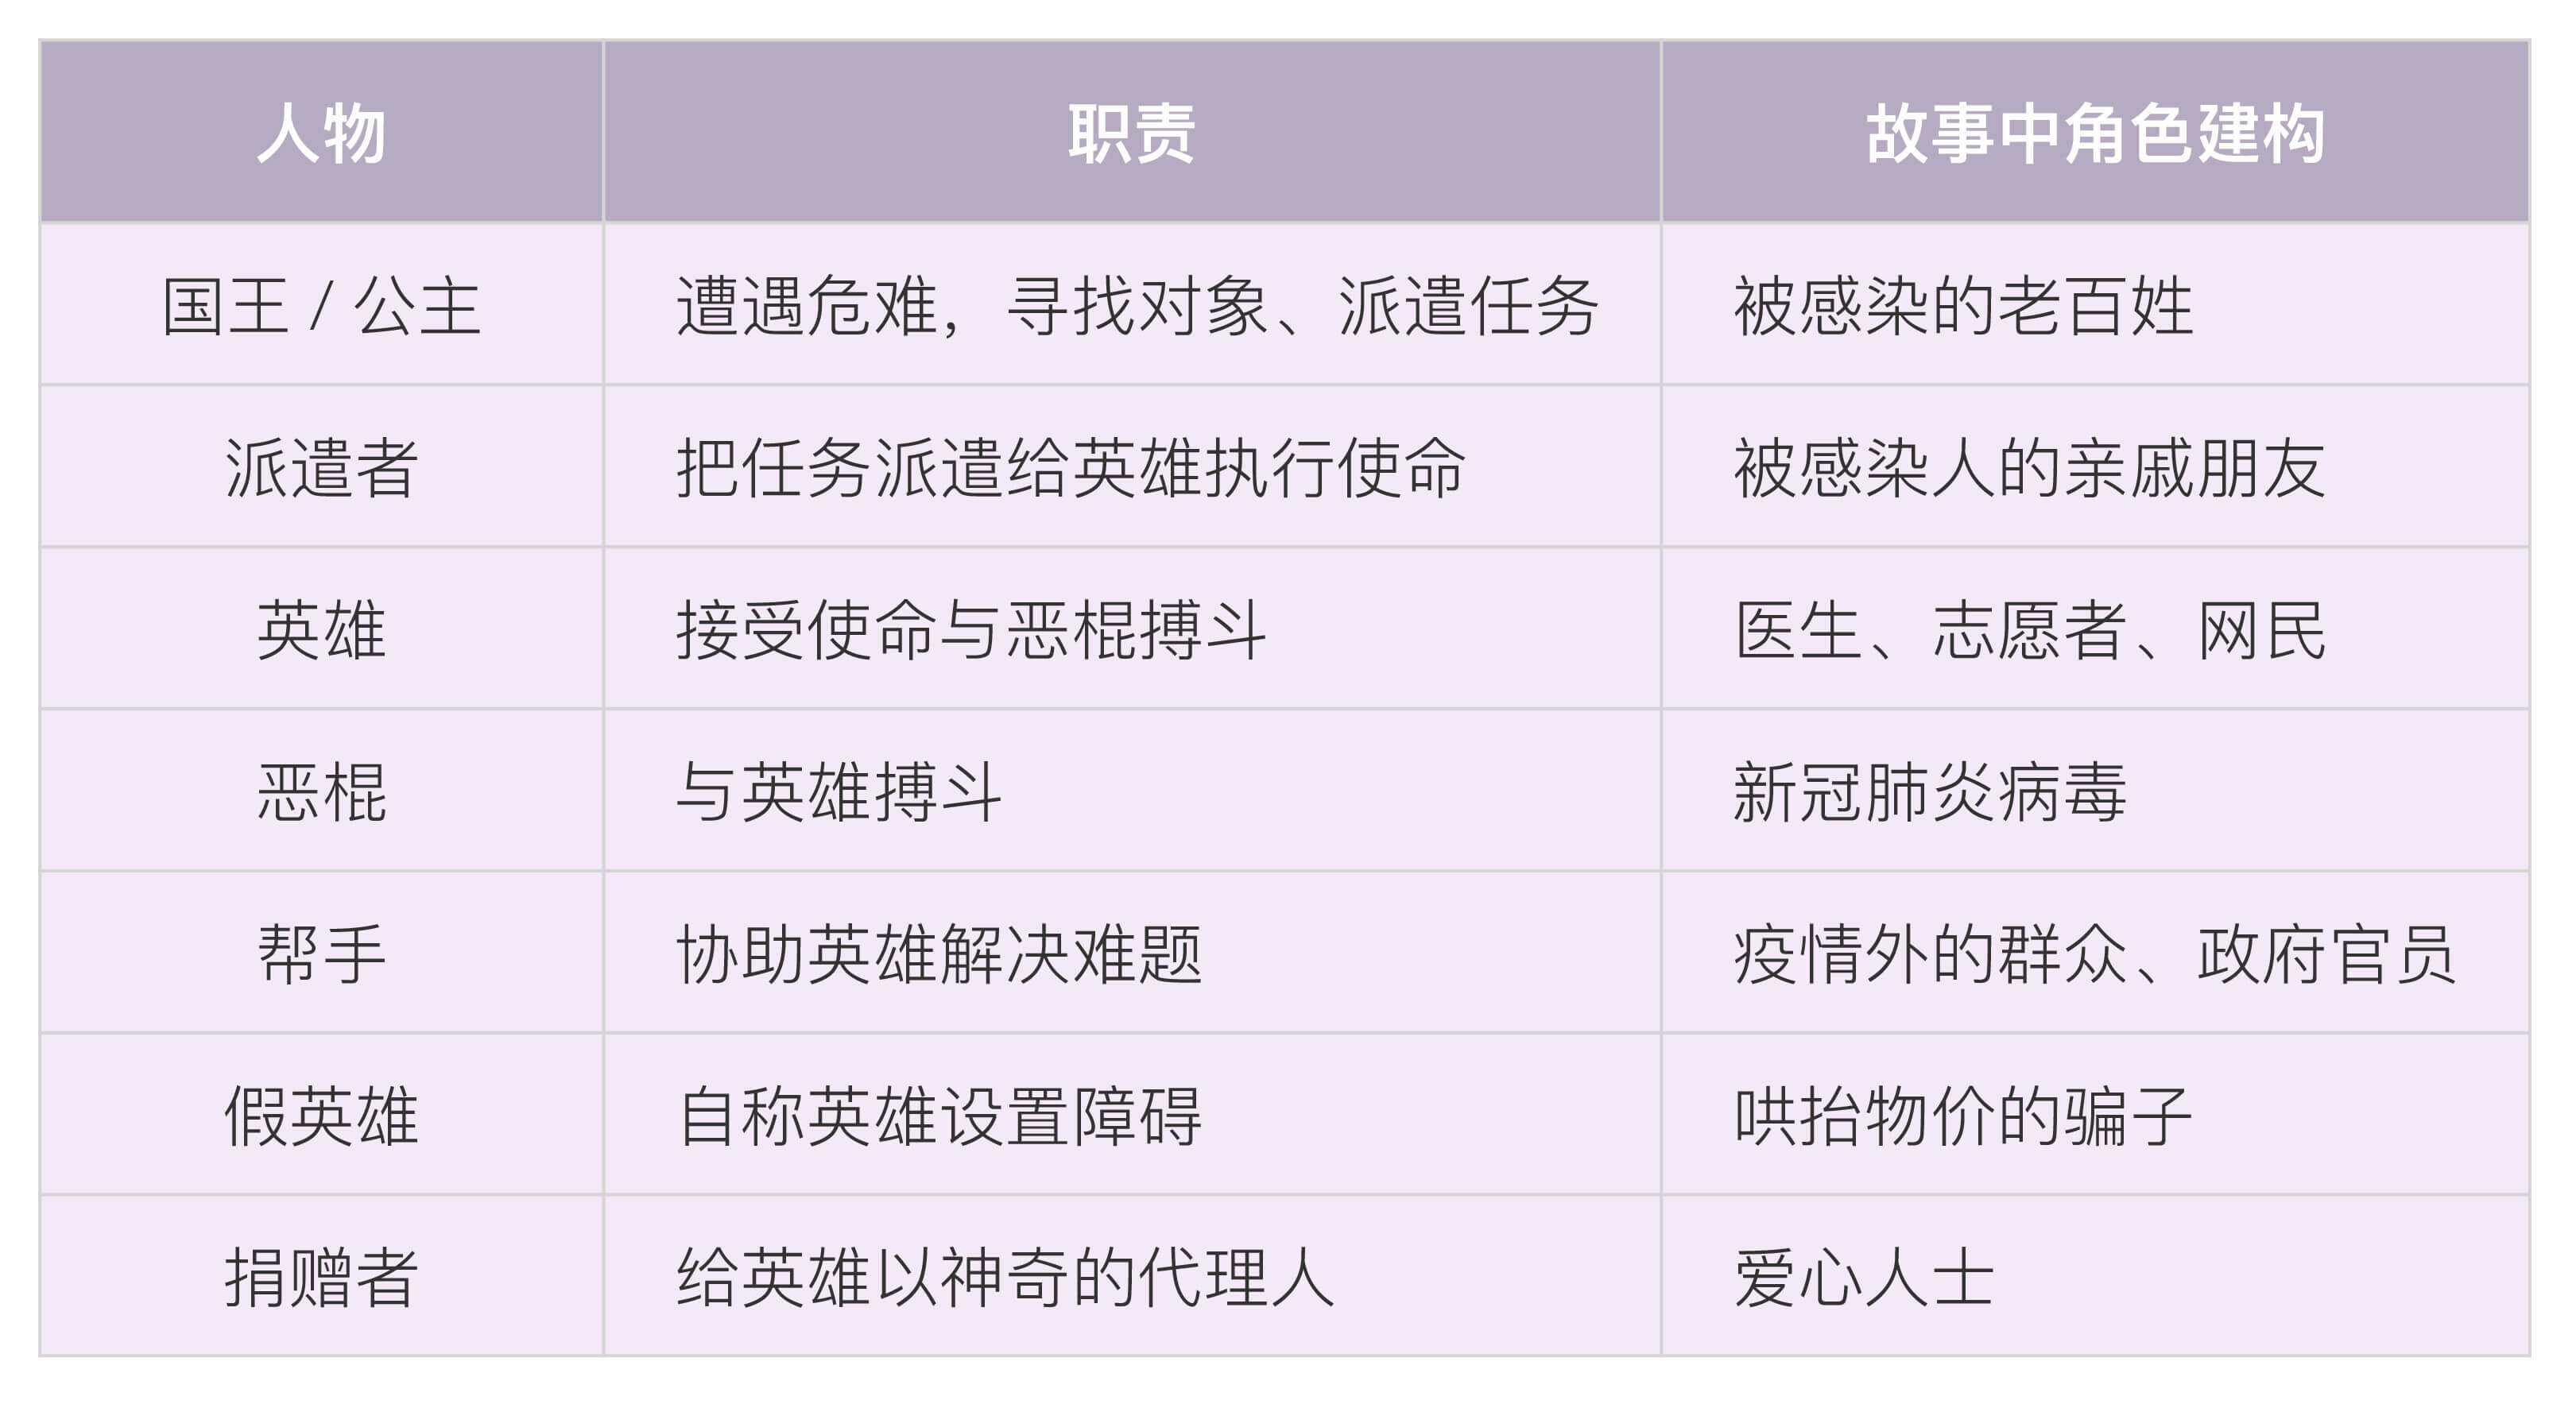 人物 职责 故事中角色建构
国王 / 公主 遭遇危难，寻找对象、派遣任务 被感染的老百姓
派遣者 把任务派遣给英雄执行使命 被感染人的亲戚朋友
英雄 接受使命与恶棍搏斗 医生、志愿者、网民
恶棍 与英雄搏斗 新冠肺炎病毒
帮手 协助英雄解决难题 疫情外的群众、政府官员
假英雄 自称英雄设置障碍 哄抬物价的骗子
捐赠者 给英雄以神奇的代理人 爱心人士